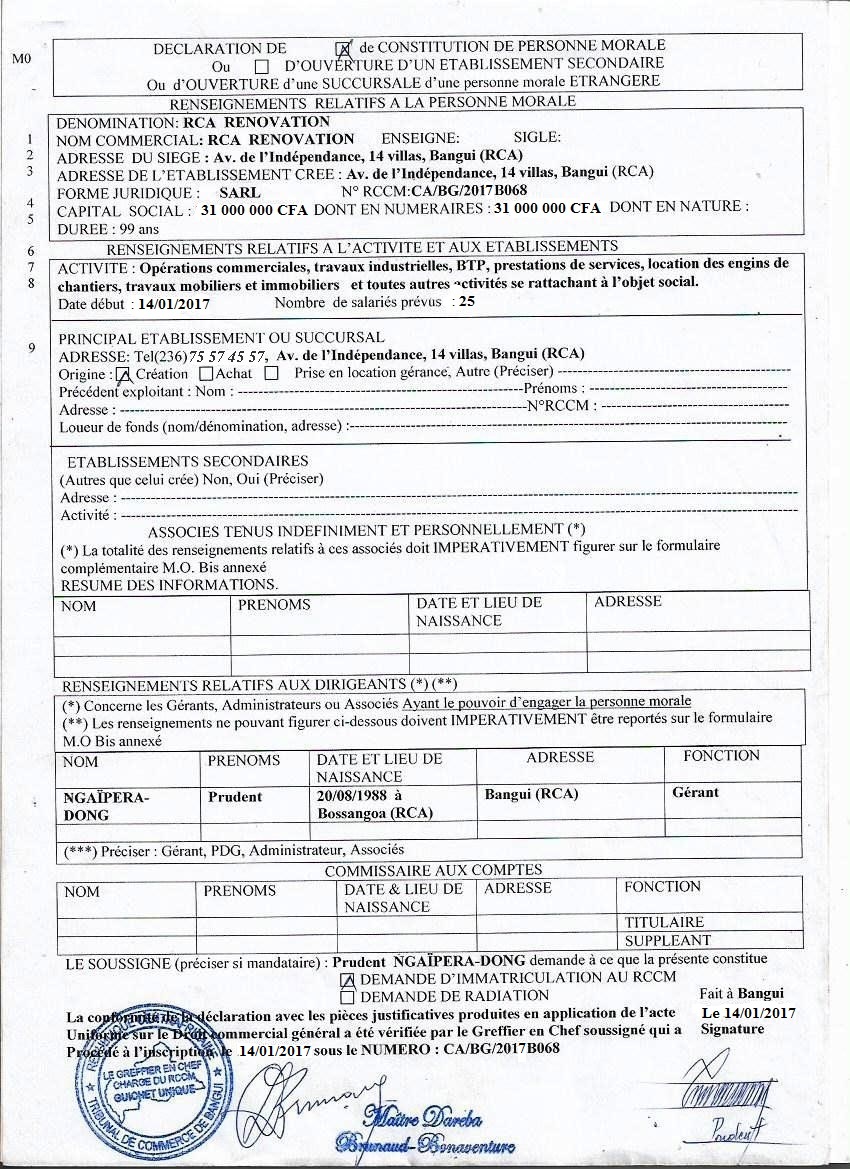 M0
DECLARATION DE de CONSTITUTION DE PERSONNE MORALE
Ou D'OUVERTURE D'UN ETABLISSEMENT SECONDAIRE
Ou d'OUVERTURE d'une SUCCURSALE d'une personne morale ETRANGERE
RENSEIGNEMENTS RELATIFS A LA PERSONNE MORALE
DENOMINATION: RCA RENOVATION
1 NOM COMMERCIAL: RCA RENOVATION ENSEIGNE: SIGLE:
2 ADRESSE DU SIEGE : Av. de l'Indépendance, 14 villas, Bangui (RCA)
3 ADRESSE DE L'ETABLISSEMENT CREE : Av. de l'Indépendance, 14 villas, Bangui (RCA)
FORME JURIDIQUE : SARL N° RCCM:CA/BG/2017B068
4 CAPITAL SOCIAL : 31 000 000 CFA DONT EN NUMERAIRES : 31 000 000 CFA DONT EN NATURE :
5 DUREE : 99 ans
6 RENSEIGNEMENTS RELATIFS A L'ACTIVITE ET AUX ETABLISSEMENTS
7 ACTIVITE : Opérations commerciales, travaux industrielles, BTP, prestations de services, location des engins de
8 chantiers, travaux mobiliers et immobiliers et toutes autres activités se rattachant à l'objet social.
Date début : 14/01/2017 Nombre de salariés prévus : 25
9 PRINCIPAL ETABLISSEMENT OU SUCCURSAL
ADRESSE: Tel(236)75 57 45 57, Av. de l'Indépendance, 14 villas, Bangui (RCA)
Origine : Création Achat Prise en location gérance, Autre (Préciser) ------------------------------
Précédent exploitant : Nom : ------------------------------Prénoms : ------------------------------
Adresse : ------------------------------N°RCCM : ------------------------------
Loueur de fonds (nom/dénomination, adresse) :------------------------------
ETABLISSEMENTS SECONDAIRES
(Autres que celui crée) Non, Oui (Préciser)
Adresse : ------------------------------
Activité : ------------------------------
ASSOCIES TENUS INDEFINIMENT ET PERSONNELLEMENT (*)
(*) La totalité des renseignements relatifs à ces associés doit IMPERATIVEMENT figurer sur le formulaire
complémentaire M.O. Bis annexé
RESUME DES INFORMATIONS.
NOM PRENOMS DATE ET LIEU DE ADRESSE
NAISSANCE
RENSEIGNEMENTS RELATIFS AUX DIRIGEANTS (*) (**)
(*) Concerne les Gérants, Administrateurs ou Associés Ayant le pouvoir d'engager la personne morale
(**) Les renseignements ne pouvant figurer ci-dessous doivent IMPERATIVEMENT être reportés sur le formulaire
M.O Bis annexé
NOM PRENOMS DATE ET LIEU DE ADRESSE FONCTION
NAISSANCE
NGAÏPERA- Prudent 20/08/1988 à Bangui (RCA) Gérant
DONG Bossangoa (RCA)
(***) Préciser : Gérant, PDG, Administrateur, Associés
COMMISSAIRE AUX COMPTES
NOM PRENOMS DATE & LIEU DE ADRESSE FONCTION
NAISSANCE
TITULAIRE
SUPPLEANT
LE SOUSSIGNE (préciser si mandataire) : Prudent NGAÏPERA-DONG demande à ce que la présente constitue
DEMANDE D'IMMATRICULATION AU RCCM
DEMANDE DE RADIATION Fait à Bangui
La conformité de la déclaration avec les pièces justificatives produites en application de l'acte Le 14/01/2017
Uniforme sur le Droit commercial général a été vérifiée par le Greffier en Chef soussigné qui a Signature
Procédé à l'inscription le 14/01/2017 sous le NUMERO : CA/BG/2017B068
LE GREFFIER EN CHEF
CHARGE DU RCCM
GUICHET UNIQUE
TRIBUNAL DE COMMERCE DE BANGUI
Maître Dareba
Brunaud-Bonaventure
Prudent